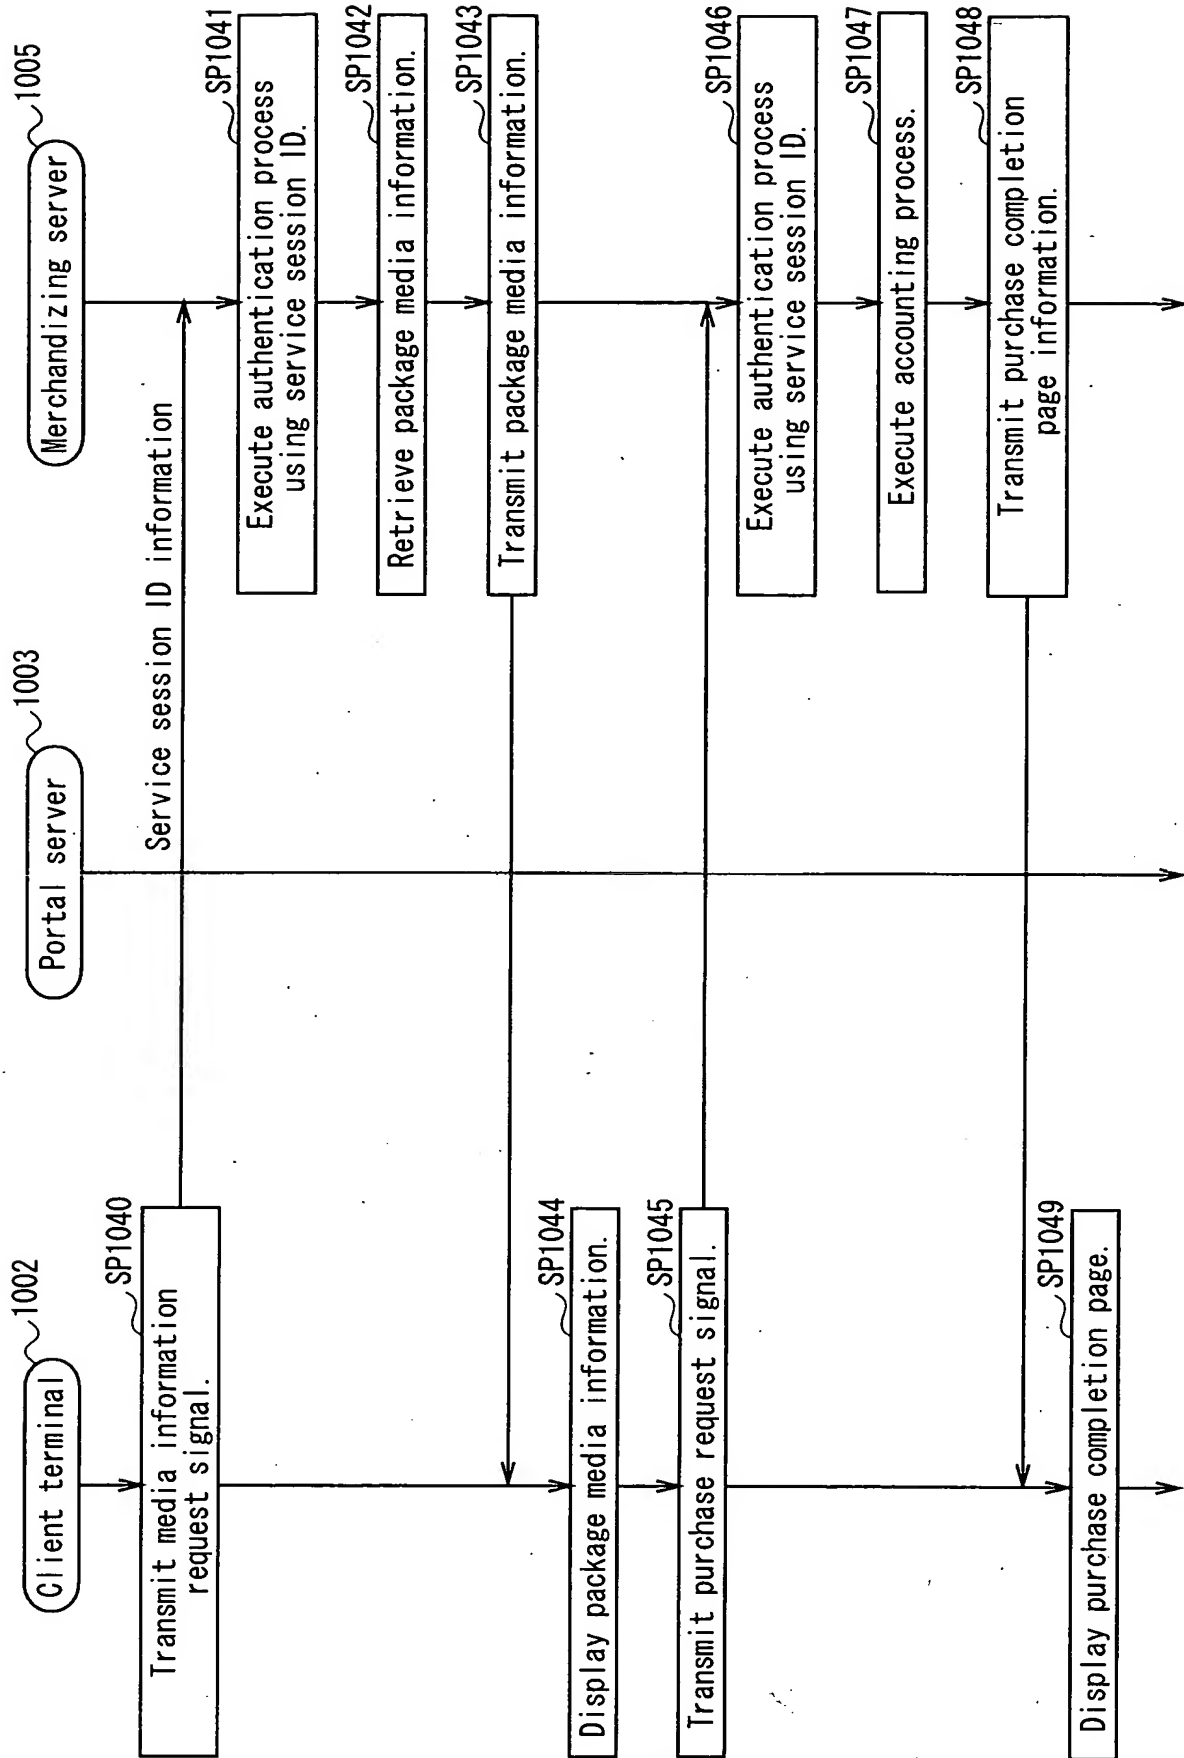 Client terminal
1002
Portal server
1003
Merchandizing server
1005
SP1040
Transmit media information
request signal.
Service session ID information
SP1041
Execute authentication process
using service session ID.
SP1042
Retrieve package media information.
SP1043
Transmit package media information.
SP1044
Display package media information.
SP1045
Transmit purchase request signal.
SP1046
Execute authentication process
using service session ID.
SP1047
Execute accounting process.
SP1048
Transmit purchase completion
page information.
SP1049
Display purchase completion page.